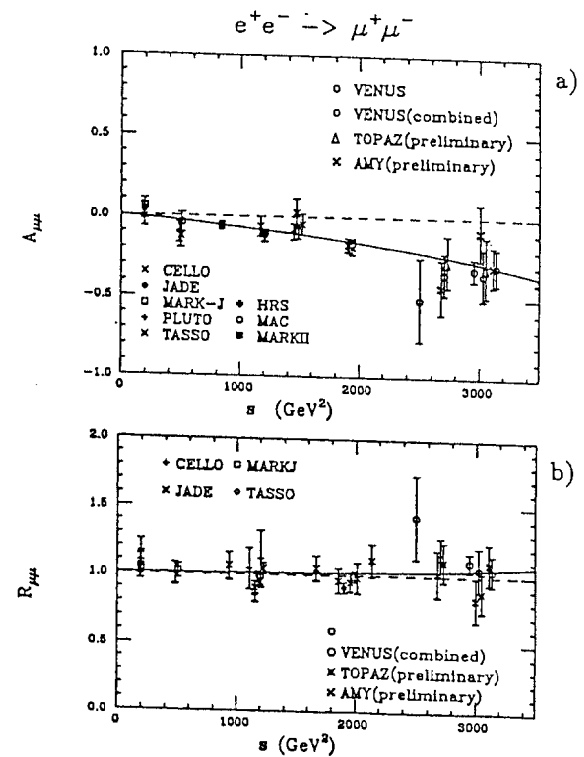 e⁺e⁻ -> μ⁺μ⁻
a)
1.0
0.5
0.0
-0.5
-1.0
A_μμ
VENUS
VENUS(combined)
TOPAZ(preliminary)
AMY(preliminary)
CELLO
JADE
MARK-J
HRS
PLUTO
MAC
TASSO
MARKII
0 1000 2000 3000
s (GeV²)
b)
2.0
1.5
1.0
0.5
0.0
R_μμ
CELLO MARKJ
JADE TASSO
VENUS(combined)
TOPAZ(preliminary)
AMY(preliminary)
0 1000 2000 3000
s (GeV²)